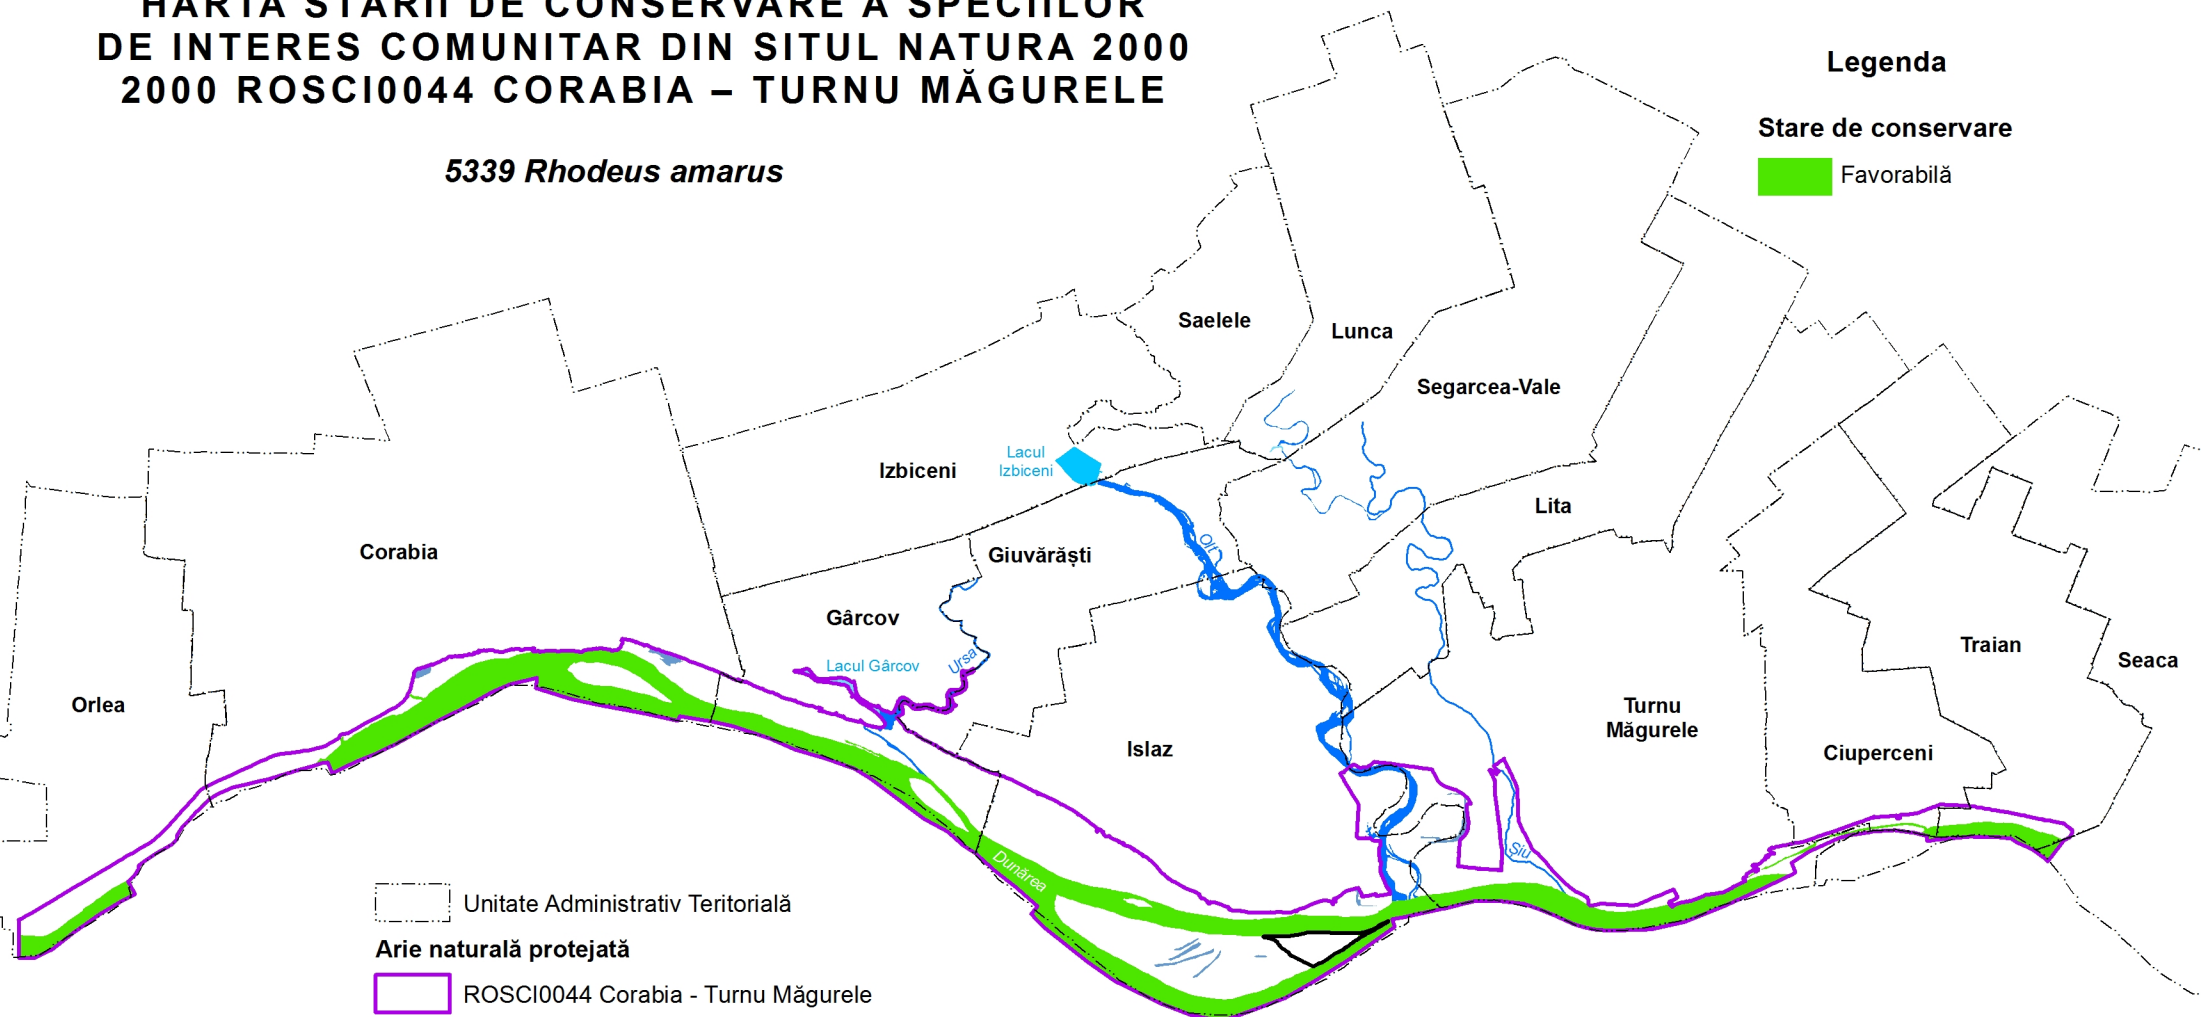 HARTA STĂRII DE CONSERVARE A SPECIILOR
DE INTERES COMUNITAR DIN SITUL NATURA 2000
2000 ROSCI0044 CORABIA – TURNU MĂGURELE
5339 Rhodeus amarus
Legenda
Stare de conservare
Favorabilă
Saelele
Lunca
Segarcea-Vale
Lacul
Izbiceni
Izbiceni
Lita
Corabia
Olt
Giuvărăști
Gârcov
Traian
Ursa
Lacul Gârcov
Seaca
Orlea
Turnu
Măgurele
Islaz
Ciuperceni
Șiu
Dunărea
Unitate Administrativ Teritorială
Arie naturală protejată
ROSCI0044 Corabia - Turnu Măgurele